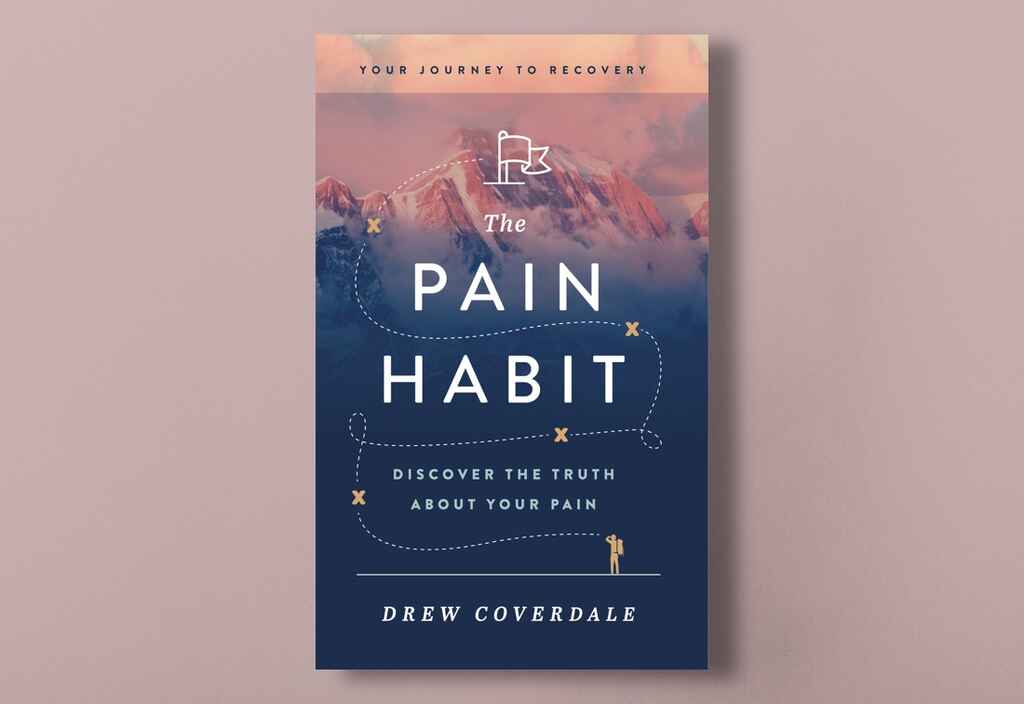 YOUR JOURNEY TO RECOVERY
The
PAIN
HABIT
DISCOVER THE TRUTH
ABOUT YOUR PAIN
DREW COVERDALE